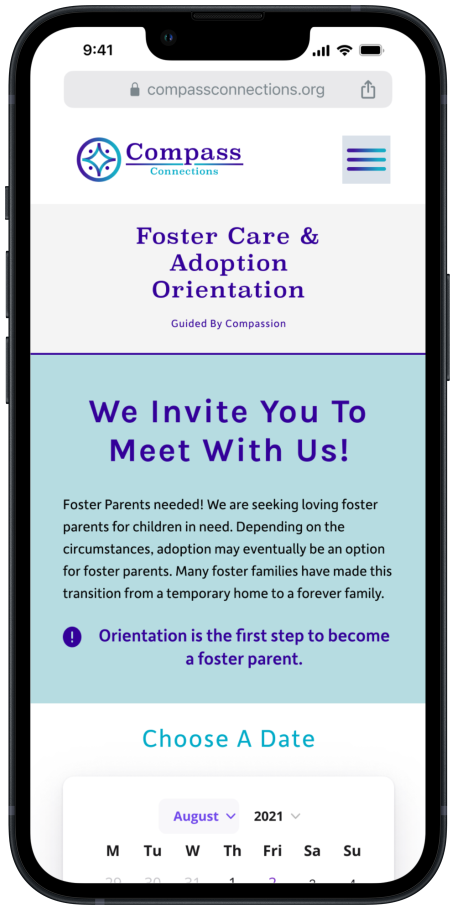 9:41
compassconnections.org
Compass
Connections
Foster Care &
Adoption
Orientation
Guided By Compassion
We Invite You To
Meet With Us!
Foster Parents needed! We are seeking loving foster
parents for children in need. Depending on the
circumstances, adoption may eventually be an option
for foster parents. Many foster families have made this
transition from a temporary home to a forever family.
! Orientation is the first step to become
a foster parent.
Choose A Date
August 2021
M Tu W Th Fri Sa Su
29 30 31 1 2 3 4